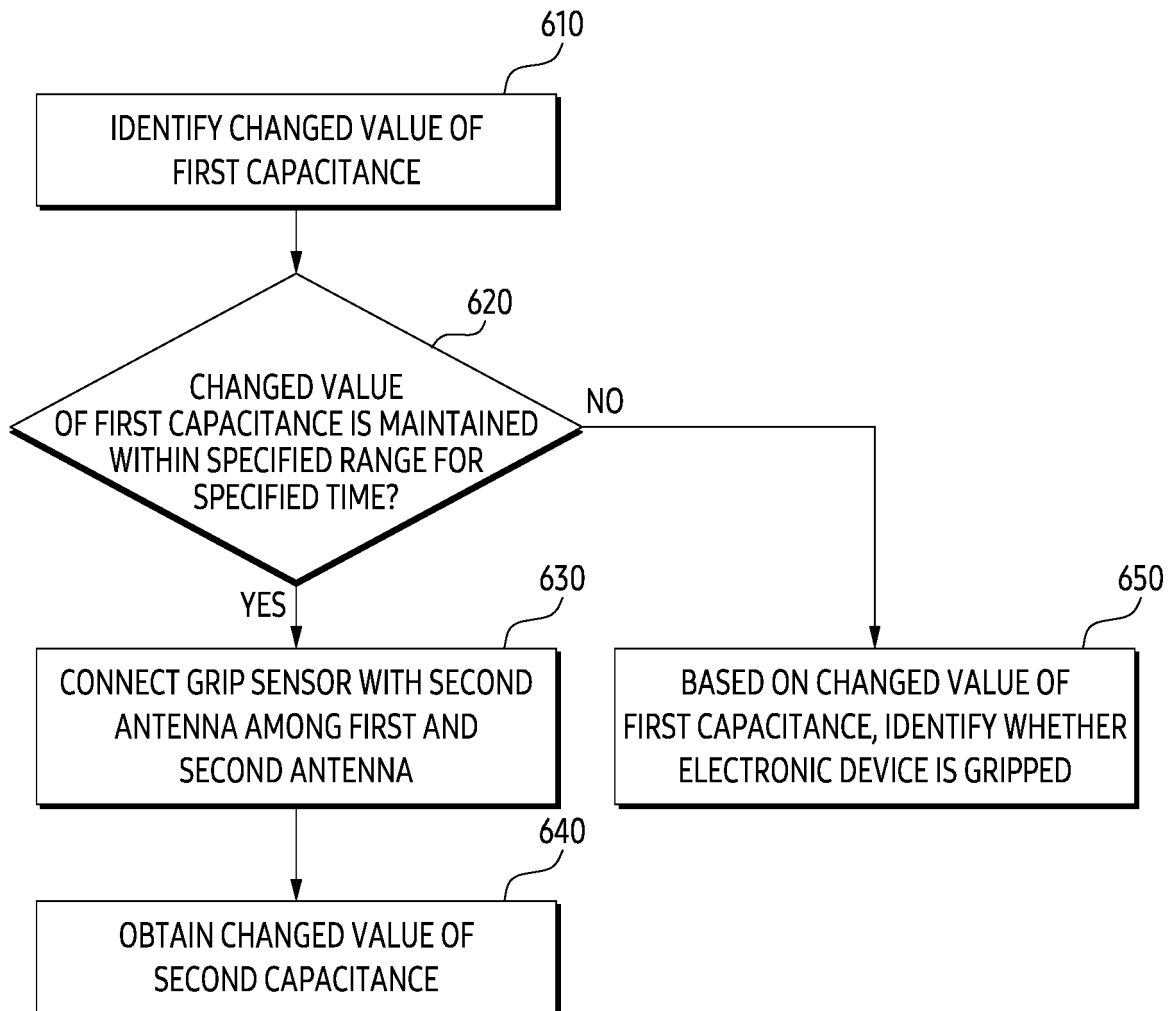 610
IDENTIFY CHANGED VALUE OF
FIRST CAPACITANCE
620
CHANGED VALUE
OF FIRST CAPACITANCE IS MAINTAINED
WITHIN SPECIFIED RANGE FOR
SPECIFIED TIME?
NO
YES
630
CONNECT GRIP SENSOR WITH SECOND
ANTENNA AMONG FIRST AND
SECOND ANTENNA
650
BASED ON CHANGED VALUE OF
FIRST CAPACITANCE, IDENTIFY WHETHER
ELECTRONIC DEVICE IS GRIPPED
640
OBTAIN CHANGED VALUE OF
SECOND CAPACITANCE